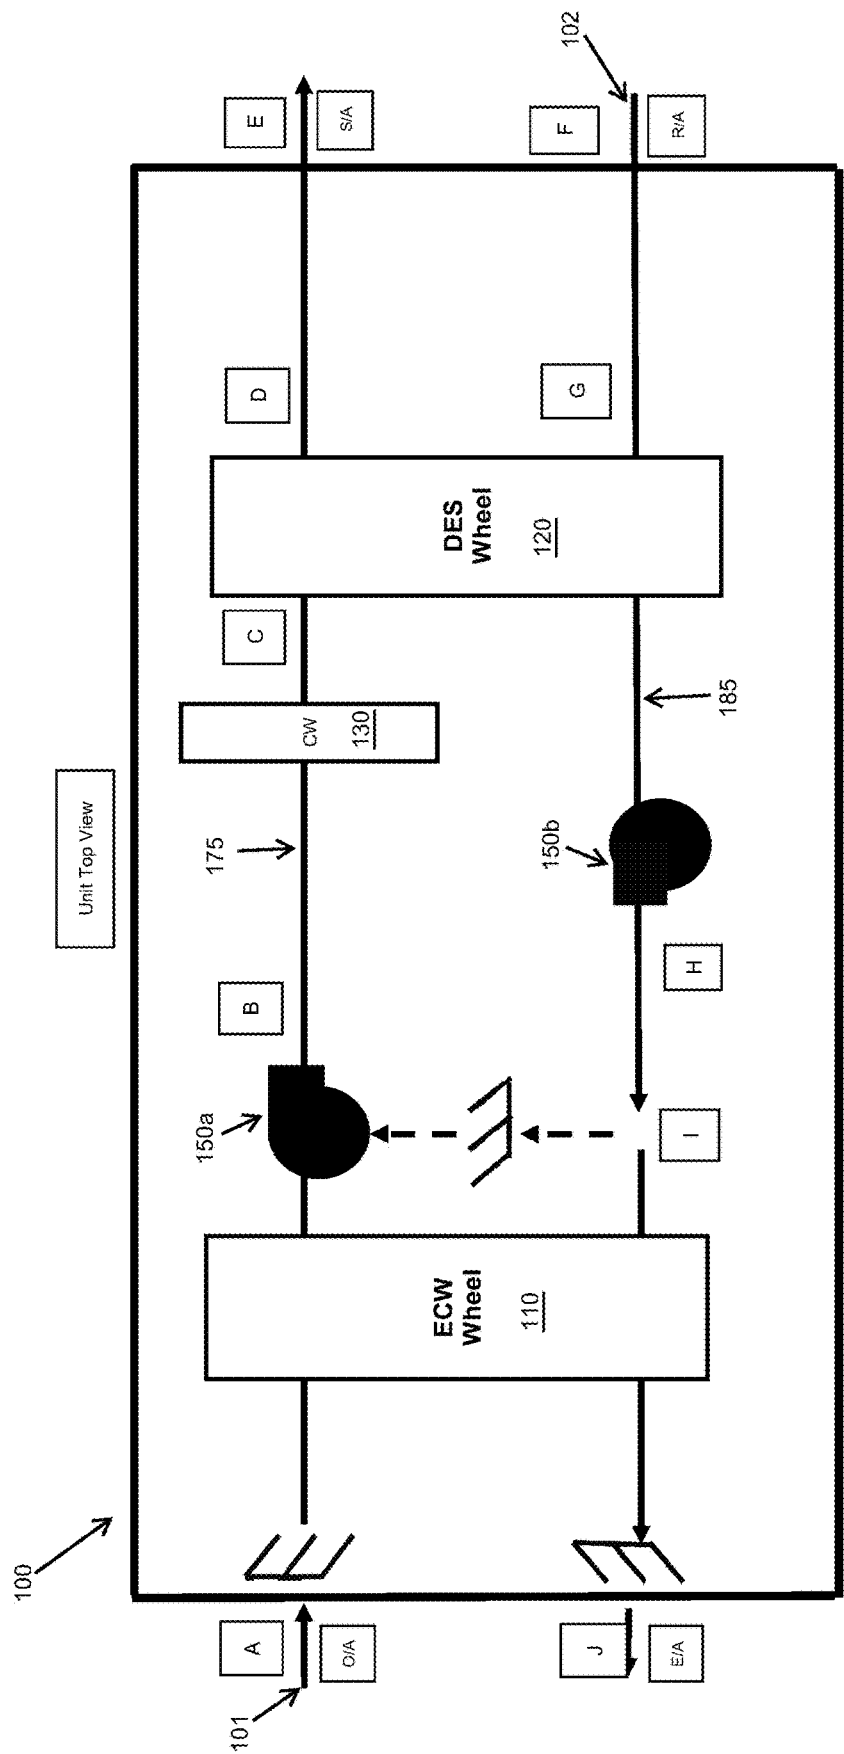 Unit Top View
100
101
A
O/A
ECW
Wheel
110
150a
B
175
CW
130
C
DES
Wheel
120
D
E
S/A
102
F
R/A
G
185
150b
H
I
J
E/A